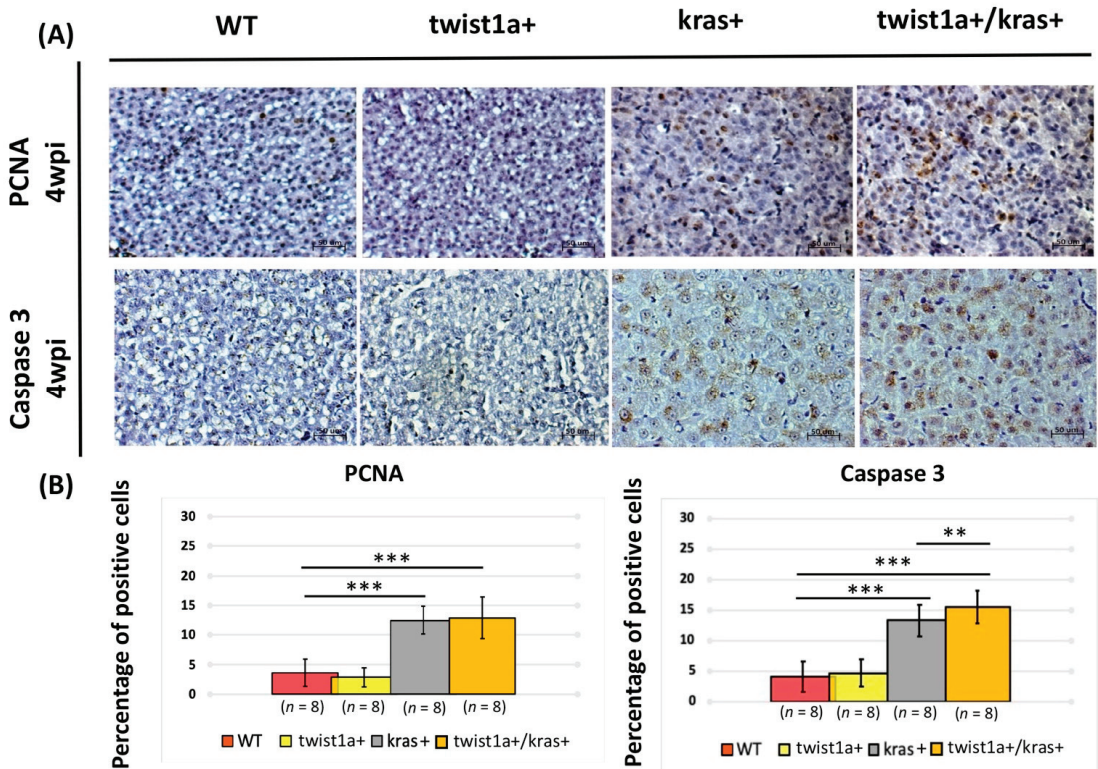 (A)
WT twist1a+ kras+ twist1a+/kras+
PCNA
4wpi
50 um 50 um 50 um 50 um
Caspase 3
4wpi
50 um 50 um 50 um 50 um
(B)
PCNA
Percentage of positive cells
30
25
20
15
10
5
0
***
***
(n = 8) (n = 8) (n = 8) (n = 8)
WT twist1a+ kras+ twist1a+/kras+
Caspase 3
Percentage of positive cells
30
25
20
15
10
5
0
**
***
***
(n = 8) (n = 8) (n = 8) (n = 8)
WT twist1a+ kras+ twist1a+/kras+